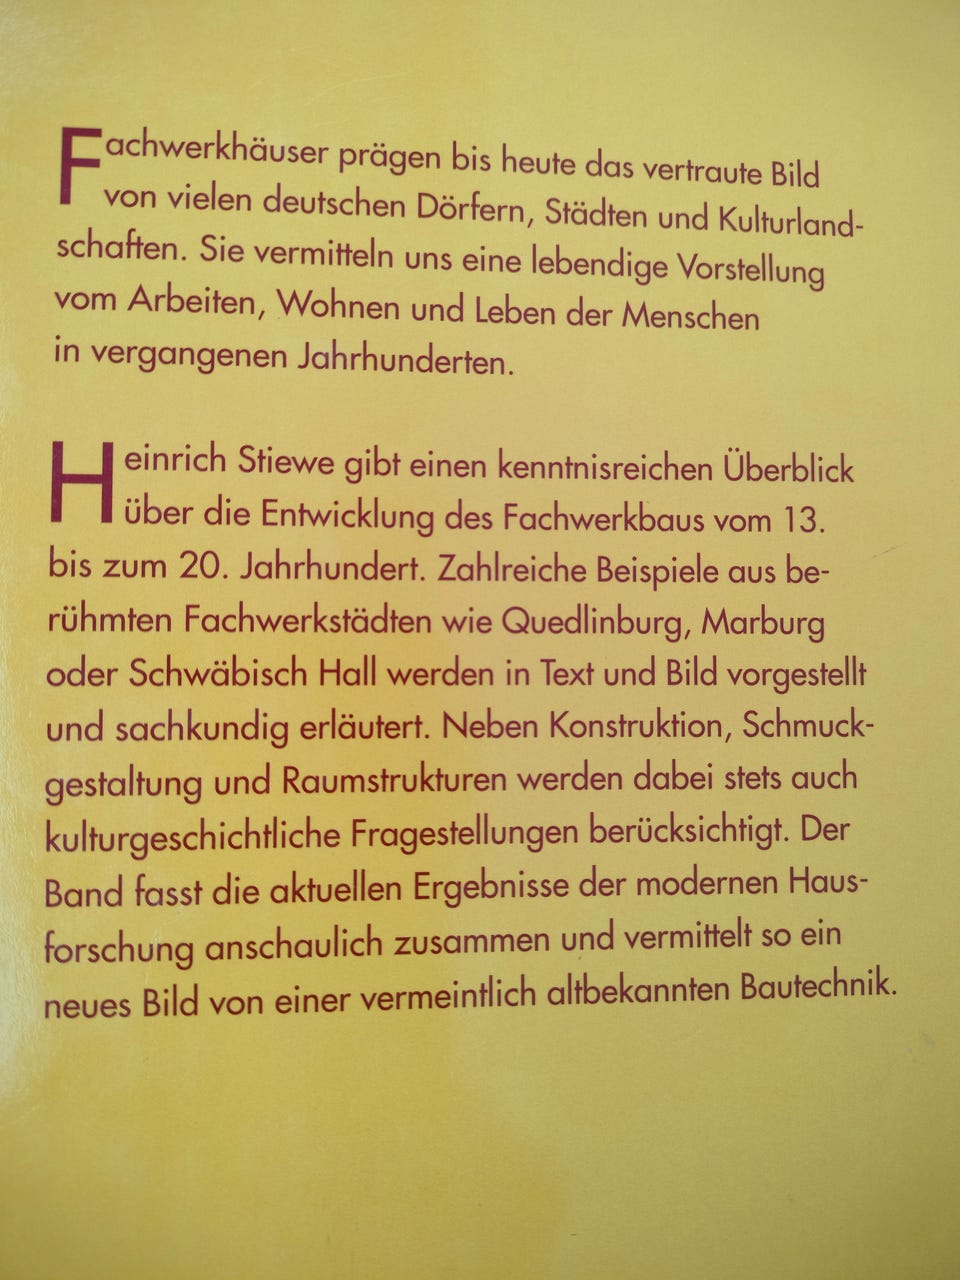 Fachwerkhäuser prägen bis heute das vertraute Bild
von vielen deutschen Dörfern, Städten und Kulturland-
schaften. Sie vermitteln uns eine lebendige Vorstellung
vom Arbeiten, Wohnen und Leben der Menschen
in vergangenen Jahrhunderten.
Heinrich Stiewe gibt einen kenntnisreichen Überblick
über die Entwicklung des Fachwerkbaus vom 13.
bis zum 20. Jahrhundert. Zahlreiche Beispiele aus be-
rühmten Fachwerkstädten wie Quedlinburg, Marburg
oder Schwäbisch Hall werden in Text und Bild vorgestellt
und sachkundig erläutert. Neben Konstruktion, Schmuck-
gestaltung und Raumstrukturen werden dabei stets auch
kulturgeschichtliche Fragestellungen berücksichtigt. Der
Band fasst die aktuellen Ergebnisse der modernen Haus-
forschung anschaulich zusammen und vermittelt so ein
neues Bild von einer vermeintlich altbekannten Bautechnik.